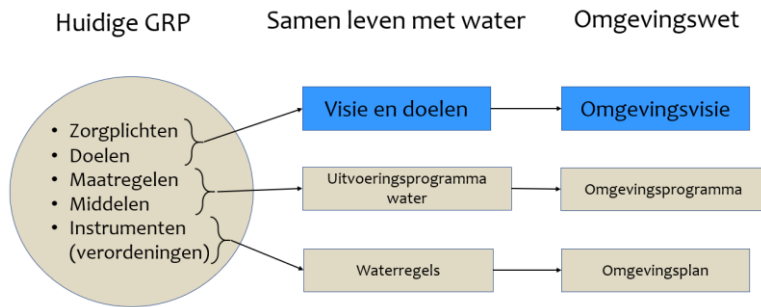 Huidige GRP
Samen leven met water
Omgevingswet
• Zorgplichten
• Doelen
• Maatregelen
• Middelen
• Instrumenten
(verordeningen)
Visie en doelen
Omgevingsvisie
Uitvoeringsprogramma
water
Omgevingsprogramma
Waterregels
Omgevingsplan